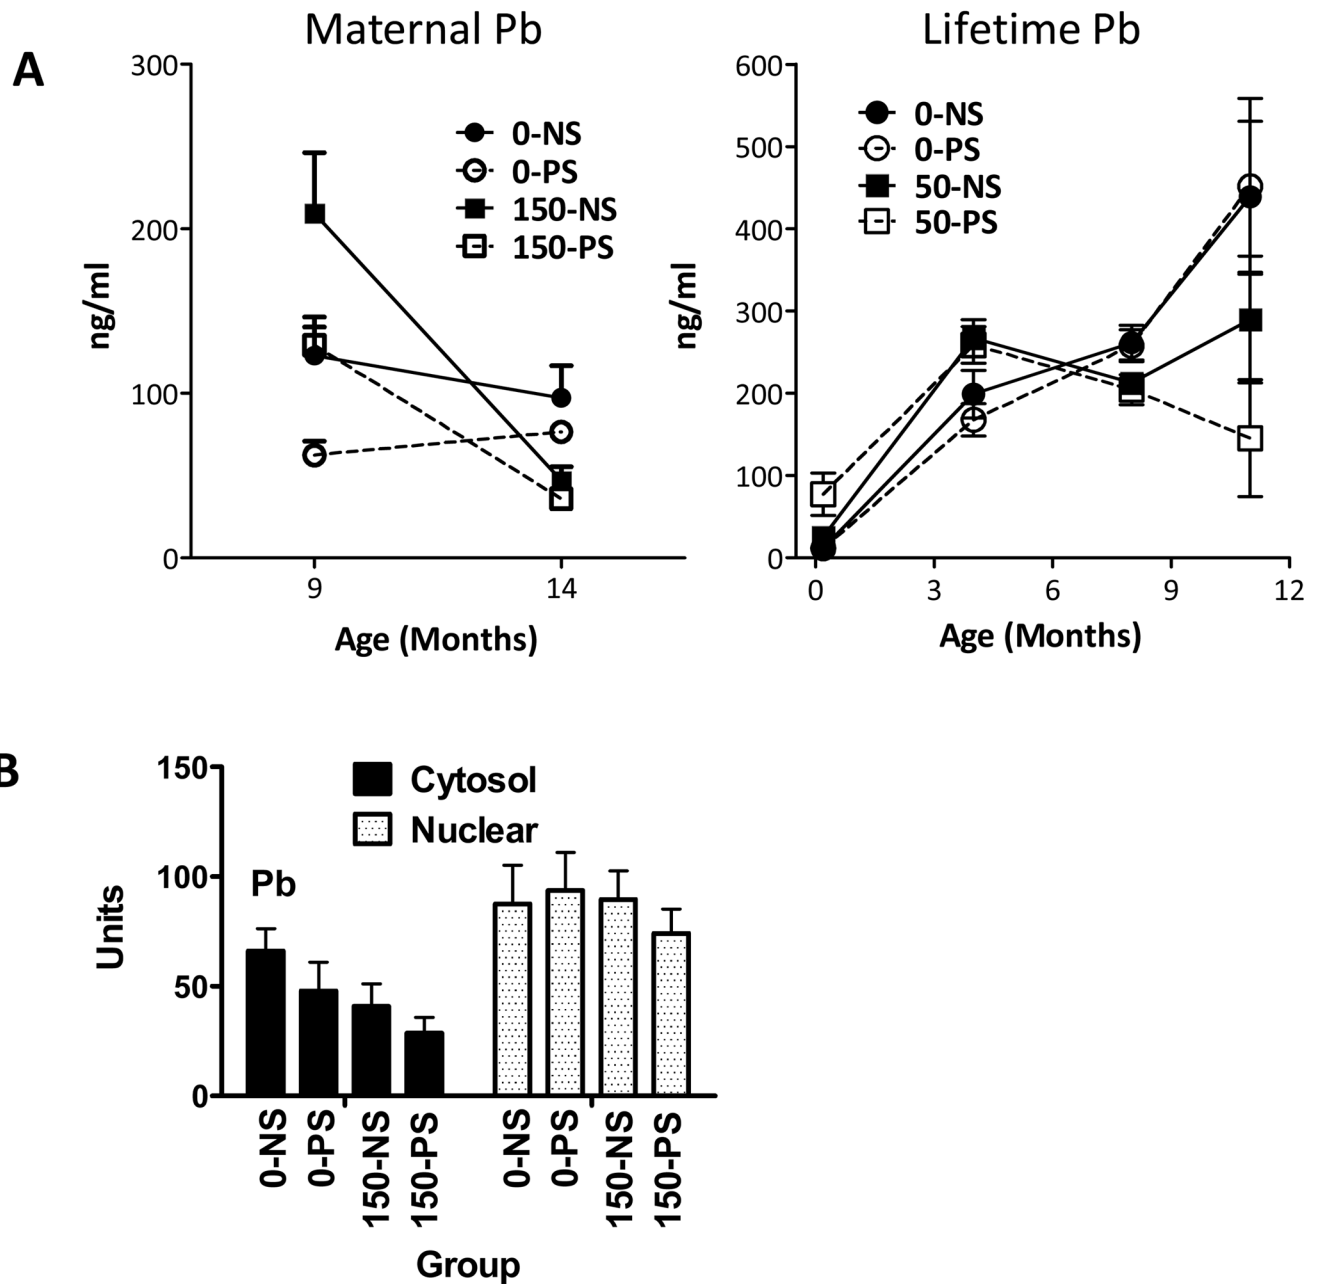 A
Maternal Pb
300
200
100
0
ng/ml
0-NS
0-PS
150-NS
150-PS
9
14
Age (Months)
Lifetime Pb
600
500
400
300
200
100
0
ng/ml
0-NS
0-PS
50-NS
50-PS
0
3
6
9
12
Age (Months)
B
150
100
50
0
Units
Cytosol
Nuclear
Pb
0-NS
0-PS
150-NS
150-PS
0-NS
0-PS
150-NS
150-PS
Group